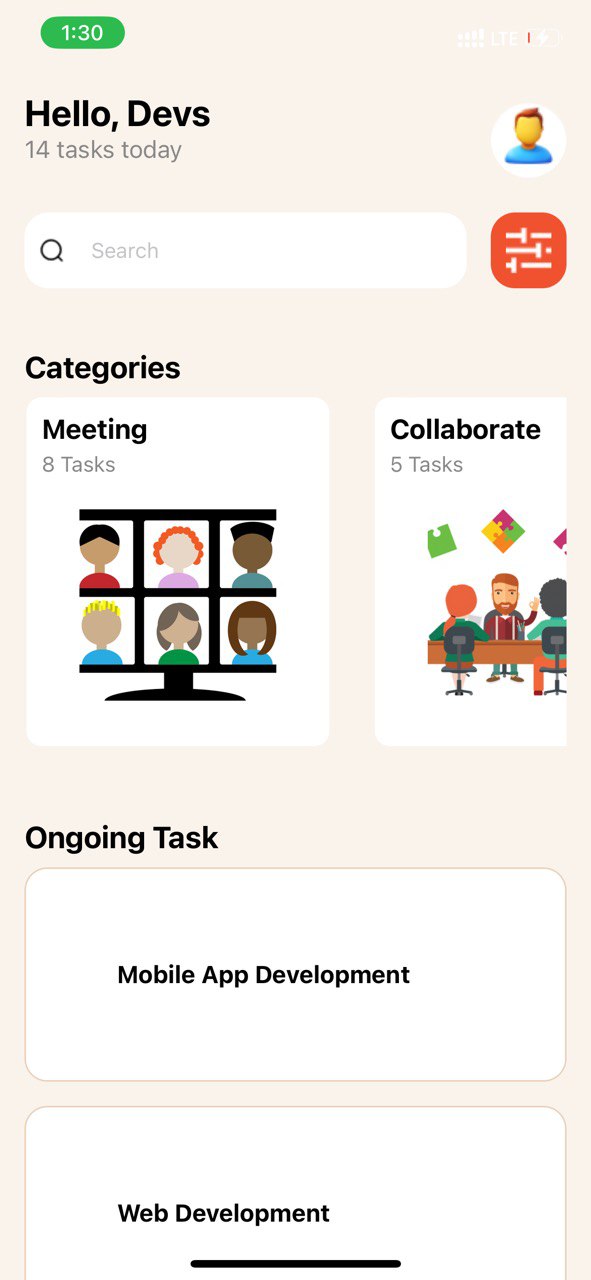 1:30
LTE
Hello, Devs
14 tasks today
Search
Categories
Meeting
8 Tasks
Collaborate
5 Tasks
Ongoing Task
Mobile App Development
Web Development